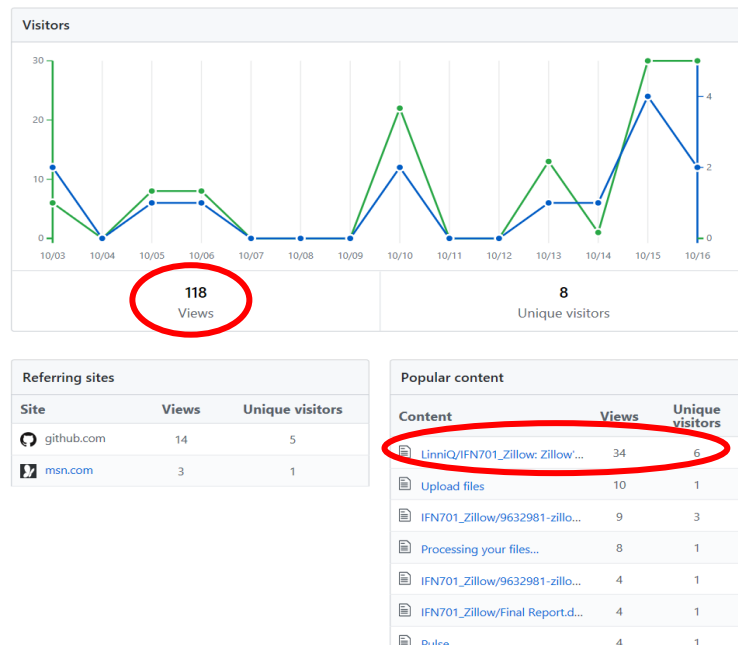 Visitors
30
20
10
0
4
2
0
10/03 10/04 10/05 10/06 10/07 10/08 10/09 10/10 10/11 10/12 10/13 10/14 10/15 10/16
118
Views
8
Unique visitors
Referring sites
Site Views Unique visitors
github.com 14 5
msn.com 3 1
Popular content
Content Views Unique visitors
LinniQ/IFN701_Zillow: Zillow'... 34 6
Upload files 10 1
IFN701_Zillow/9632981-zillo... 9 3
Processing your files... 8 1
IFN701_Zillow/9632981-zillo... 4 1
IFN701_Zillow/Final Report.d... 4 1
Pulse 4 1